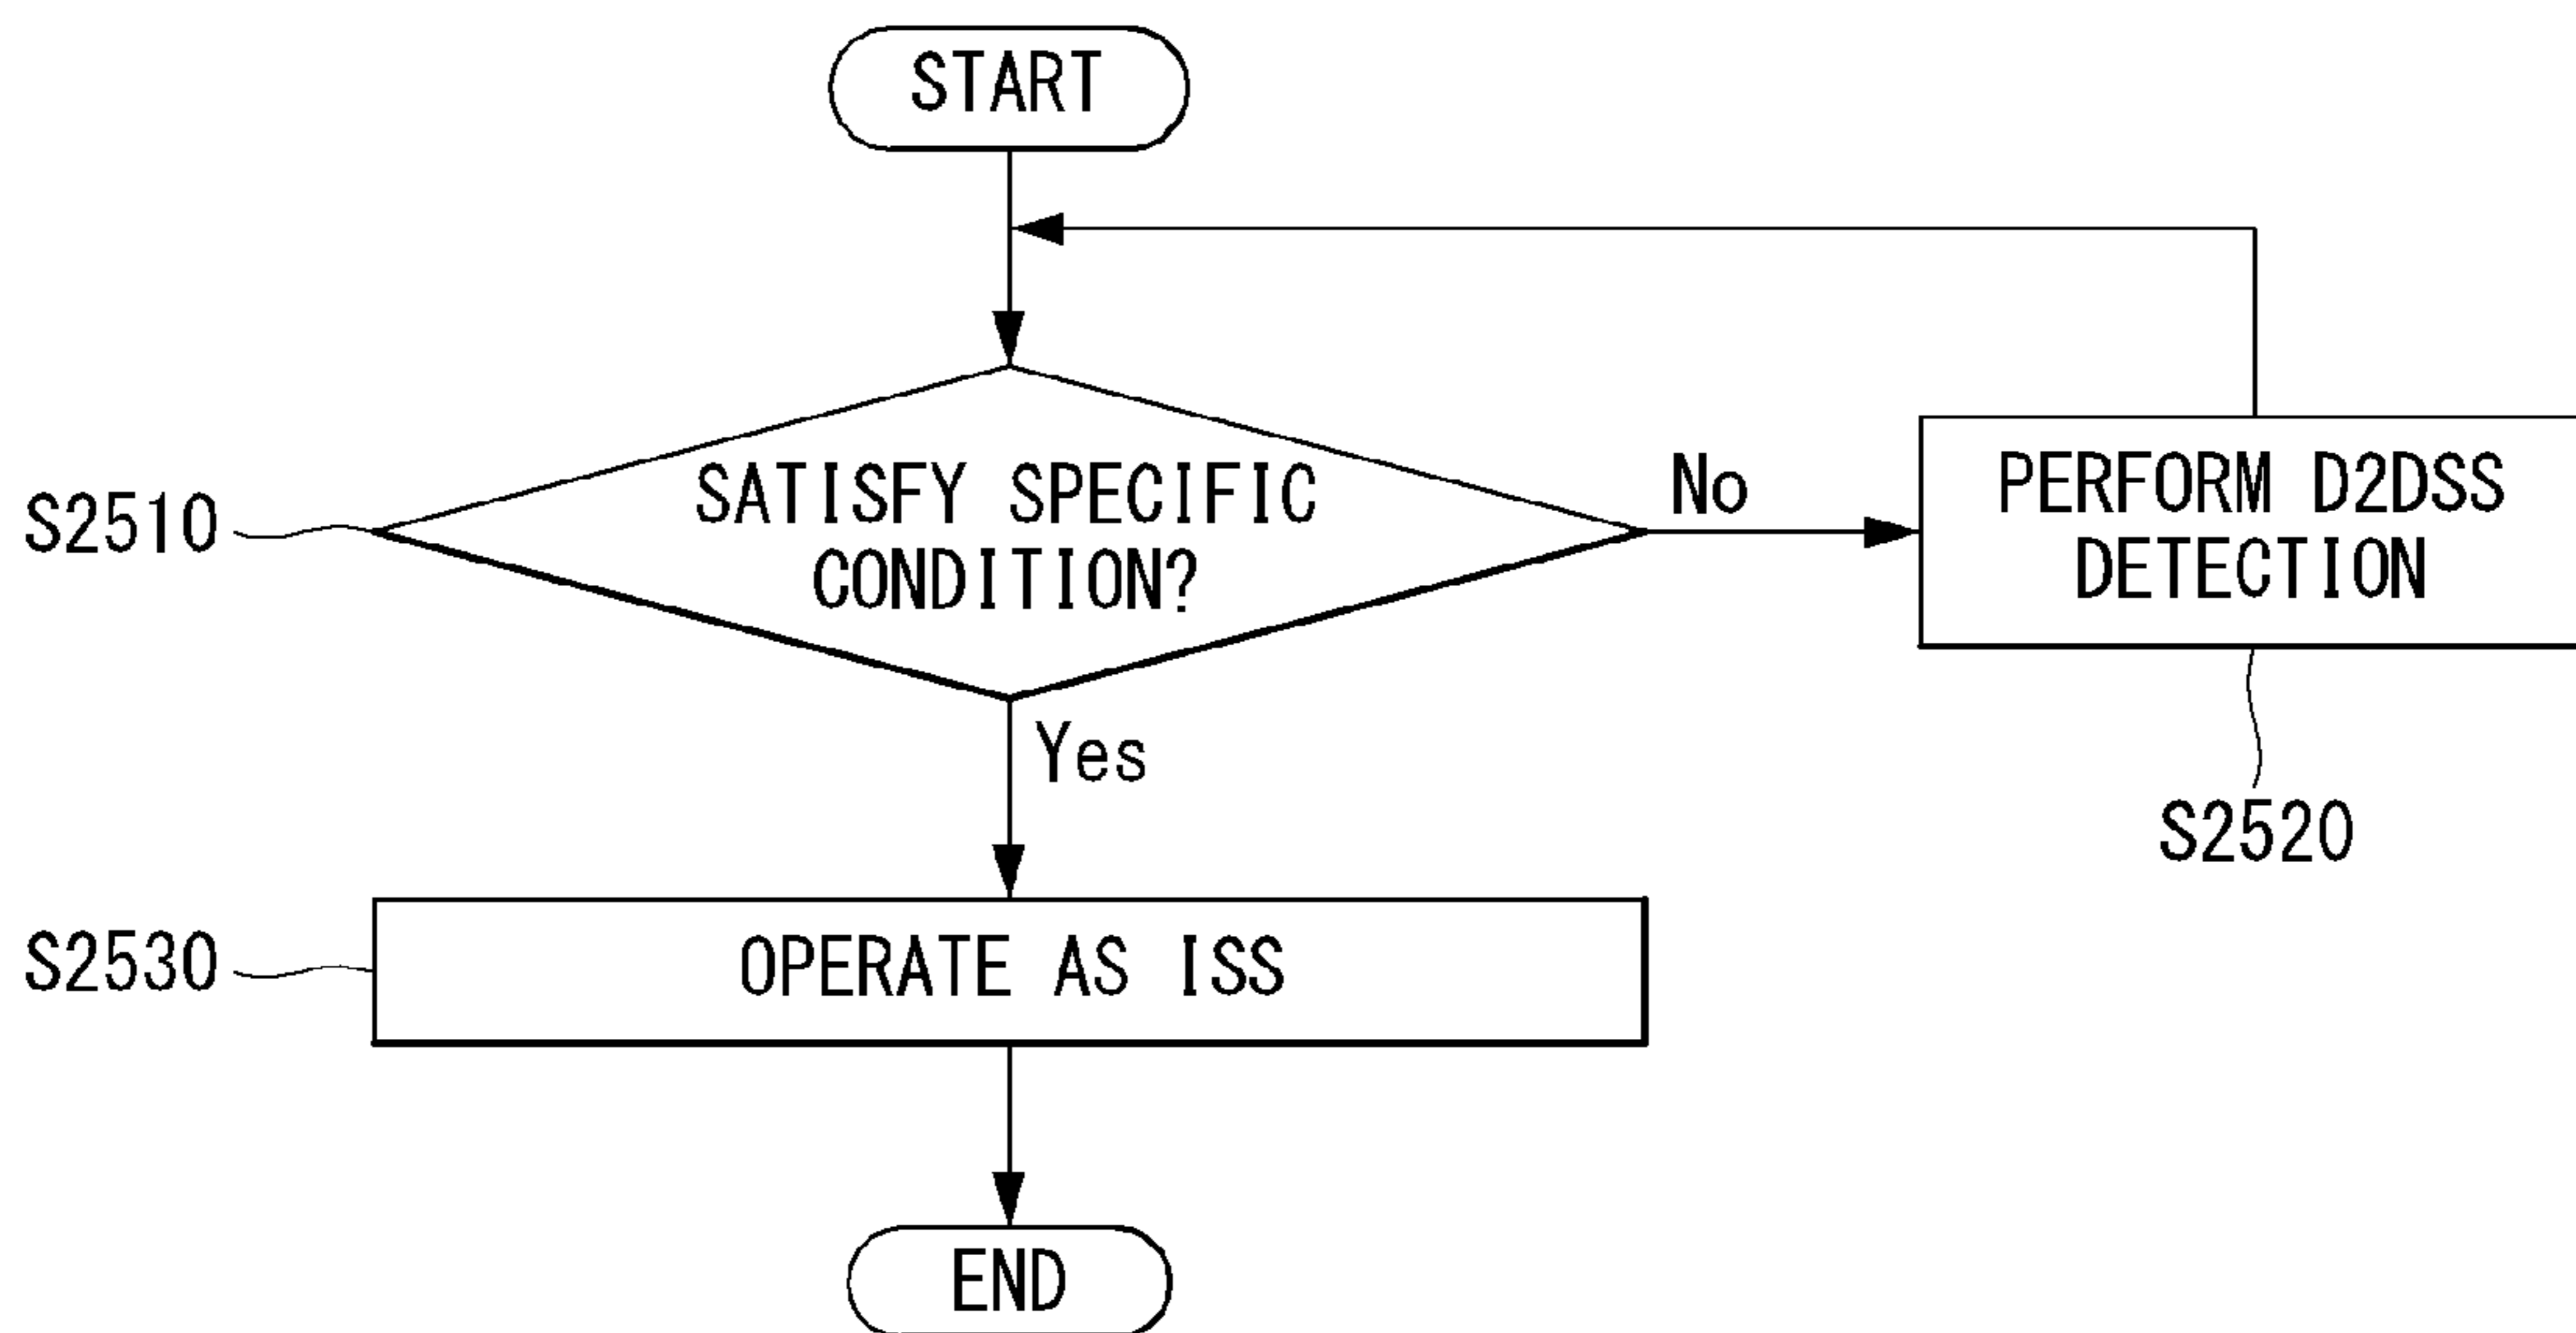 START
SATISFY SPECIFIC
CONDITION?
S2510
No
PERFORM D2DSS
DETECTION
S2520
Yes
OPERATE AS ISS
S2530
END